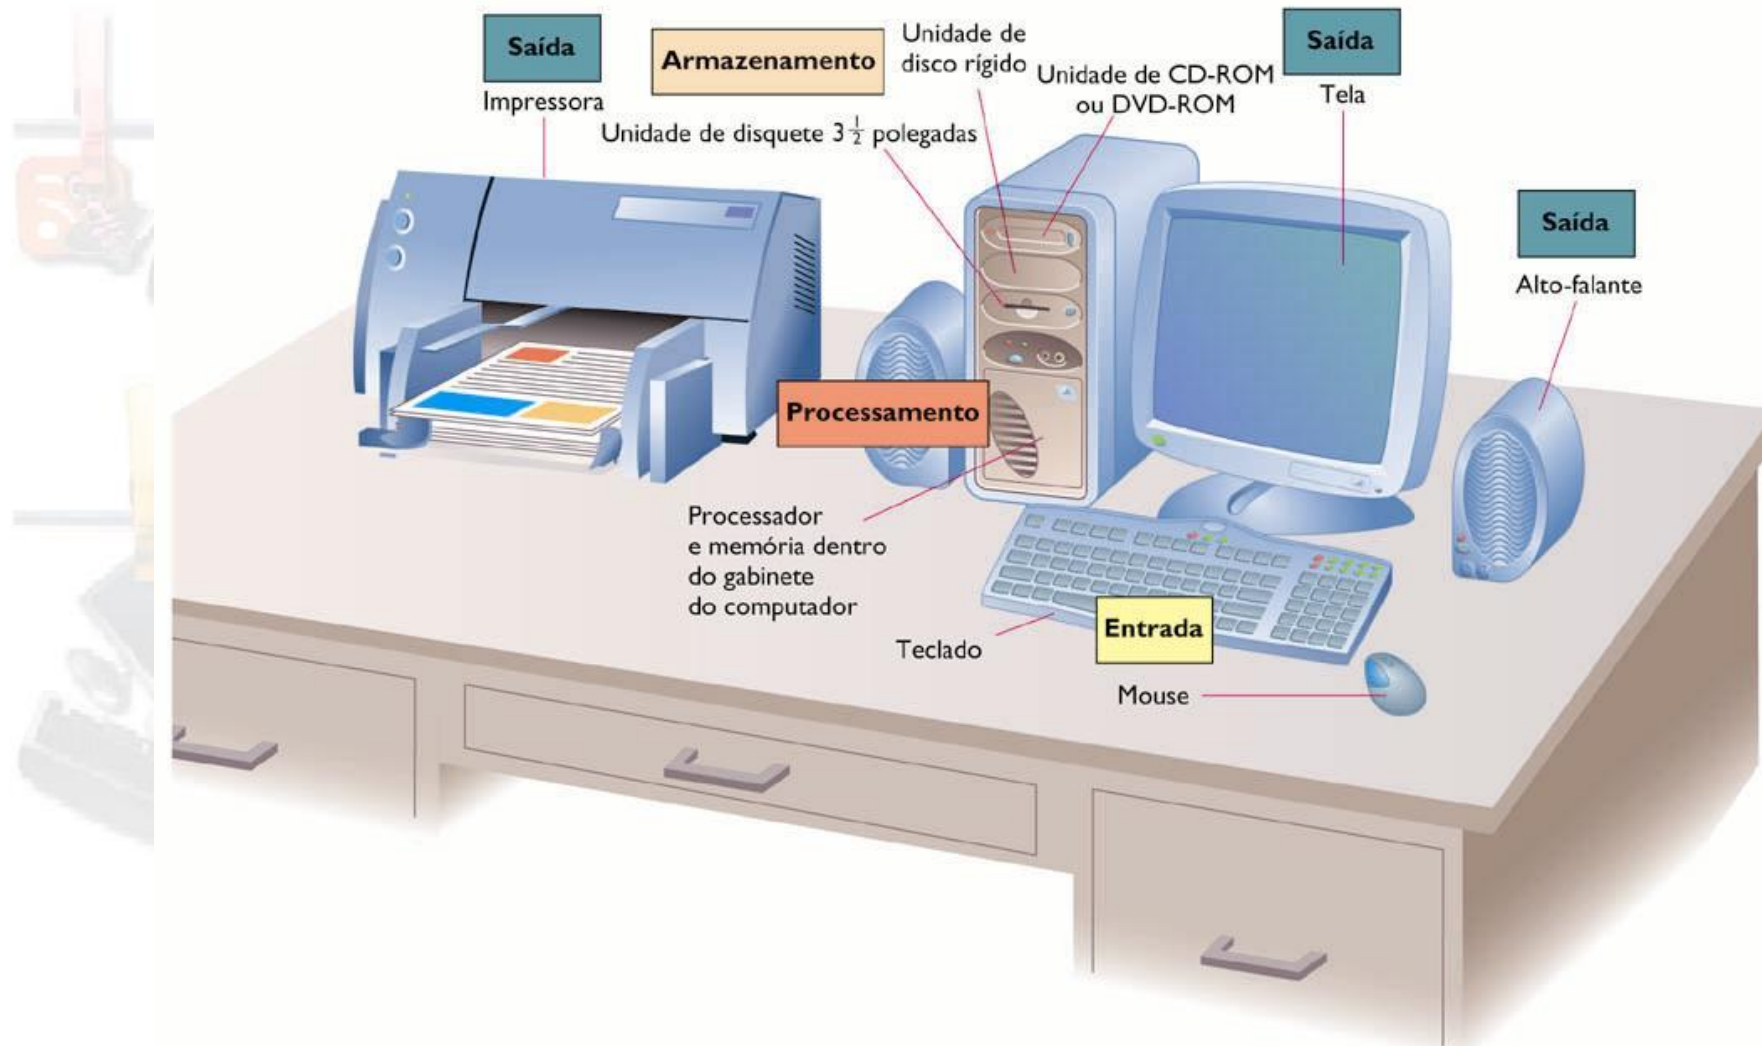 Saída
Impressora
Armazenamento
Unidade de
disco rígido
Unidade de CD-ROM
ou DVD-ROM
Unidade de disquete 3 1/2 polegadas
Saída
Tela
Saída
Alto-falante
Processamento
Processador
e memória dentro
do gabinete
do computador
Teclado
Entrada
Mouse